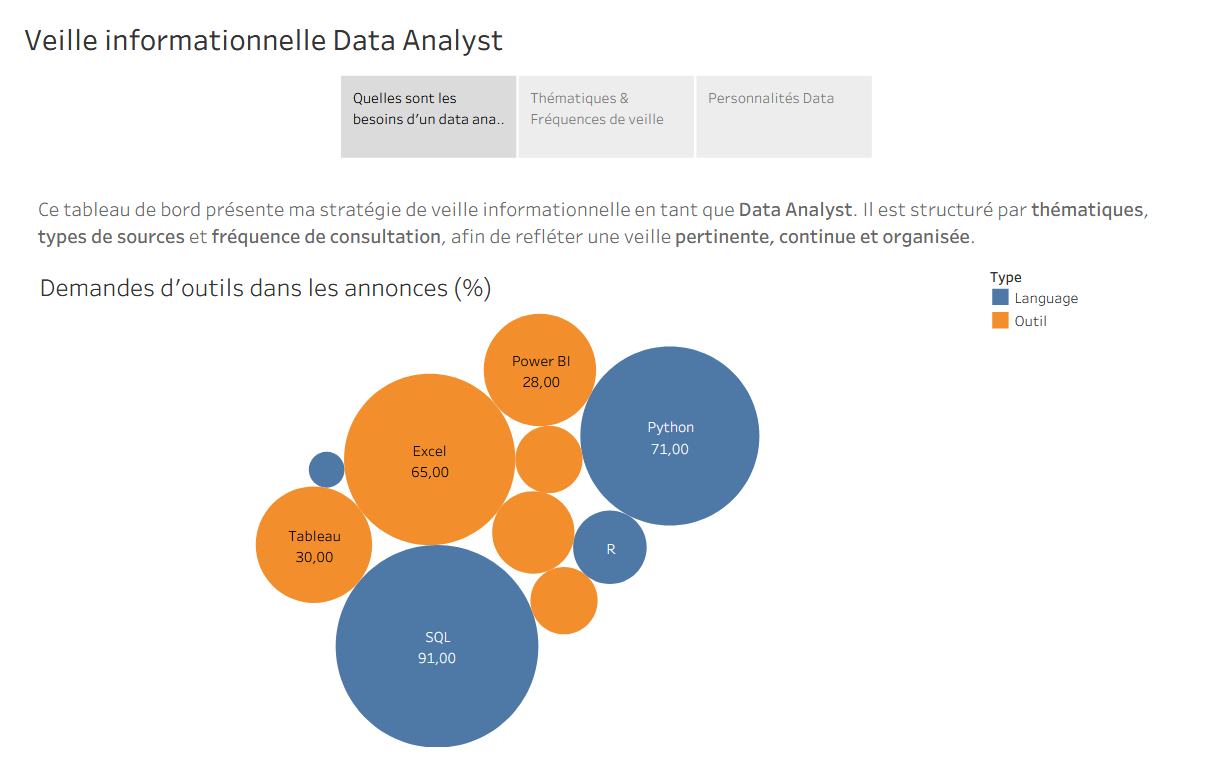 Veille informationnelle Data Analyst
Quelles sont les
besoins d’un data ana..
Thématiques &
Fréquences de veille
Personnalités Data
Ce tableau de bord présente ma stratégie de veille informationnelle en tant que Data Analyst. Il est structuré par thématiques,
types de sources et fréquence de consultation, afin de refléter une veille pertinente, continue et organisée.
Demandes d’outils dans les annonces (%)
Type
Language
Outil
Power BI
28,00
Python
71,00
Excel
65,00
Tableau
30,00
R
SQL
91,00